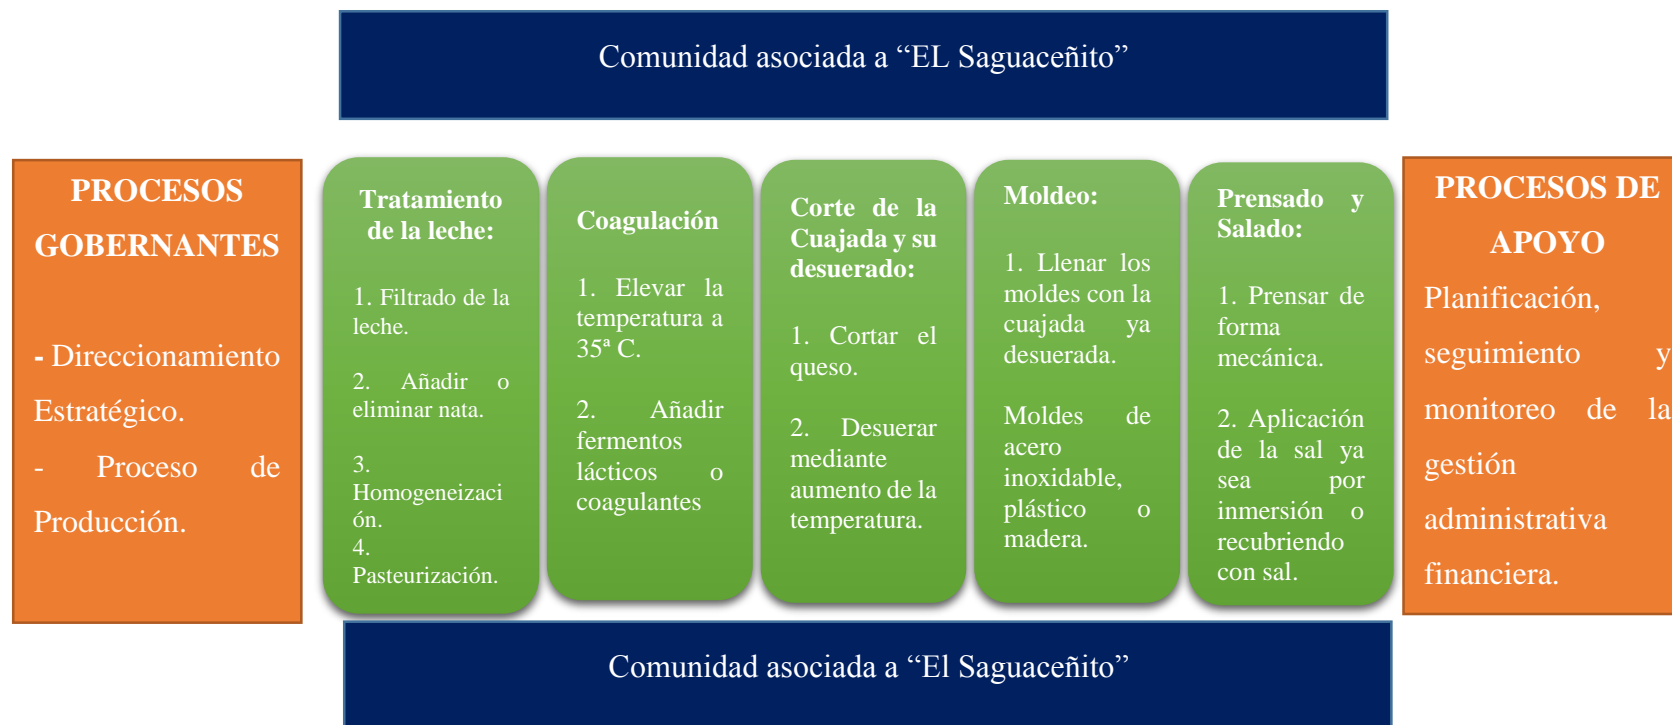 Comunidad asociada a “EL Saguaceñito”
PROCESOS
GOBERNANTES
- Direccionamiento
Estratégico.
- Proceso de
Producción.
Tratamiento
de la leche:
1. Filtrado de la
leche.
2. Añadir o
eliminar nata.
3.
Homogeneizaci
ón.
4.
Pasteurización.
Coagulación
1. Elevar la
temperatura a
35ª C.
2. Añadir
fermentos
lácticos o
coagulantes
Corte de la
Cuajada y su
desuerado:
1. Cortar el
queso.
2. Desuerar
mediante
aumento de la
temperatura.
Moldeo:
1. Llenar los
moldes con la
cuajada ya
desuerada.
Moldes de
acero
inoxidable,
plástico o
madera.
Prensado y
Salado:
1. Prensar de
forma
mecánica.
2. Aplicación
de la sal ya
sea por
inmersión o
recubriendo
con sal.
PROCESOS DE
APOYO
Planificación,
seguimiento y
monitoreo de la
gestión
administrativa
financiera.
Comunidad asociada a “El Saguaceñito”